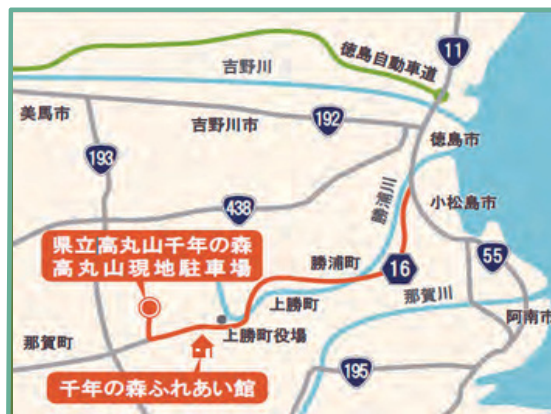 11
徳島自動車道
吉野川
美馬市
吉野川市
192
徳島市
193
438
勝浦川
小松島市
県立高丸山千年の森
高丸山現地駐車場
勝浦町
16
55
上勝町
那賀川
阿南市
那賀町
上勝町役場
千年の森ふれあい館
195